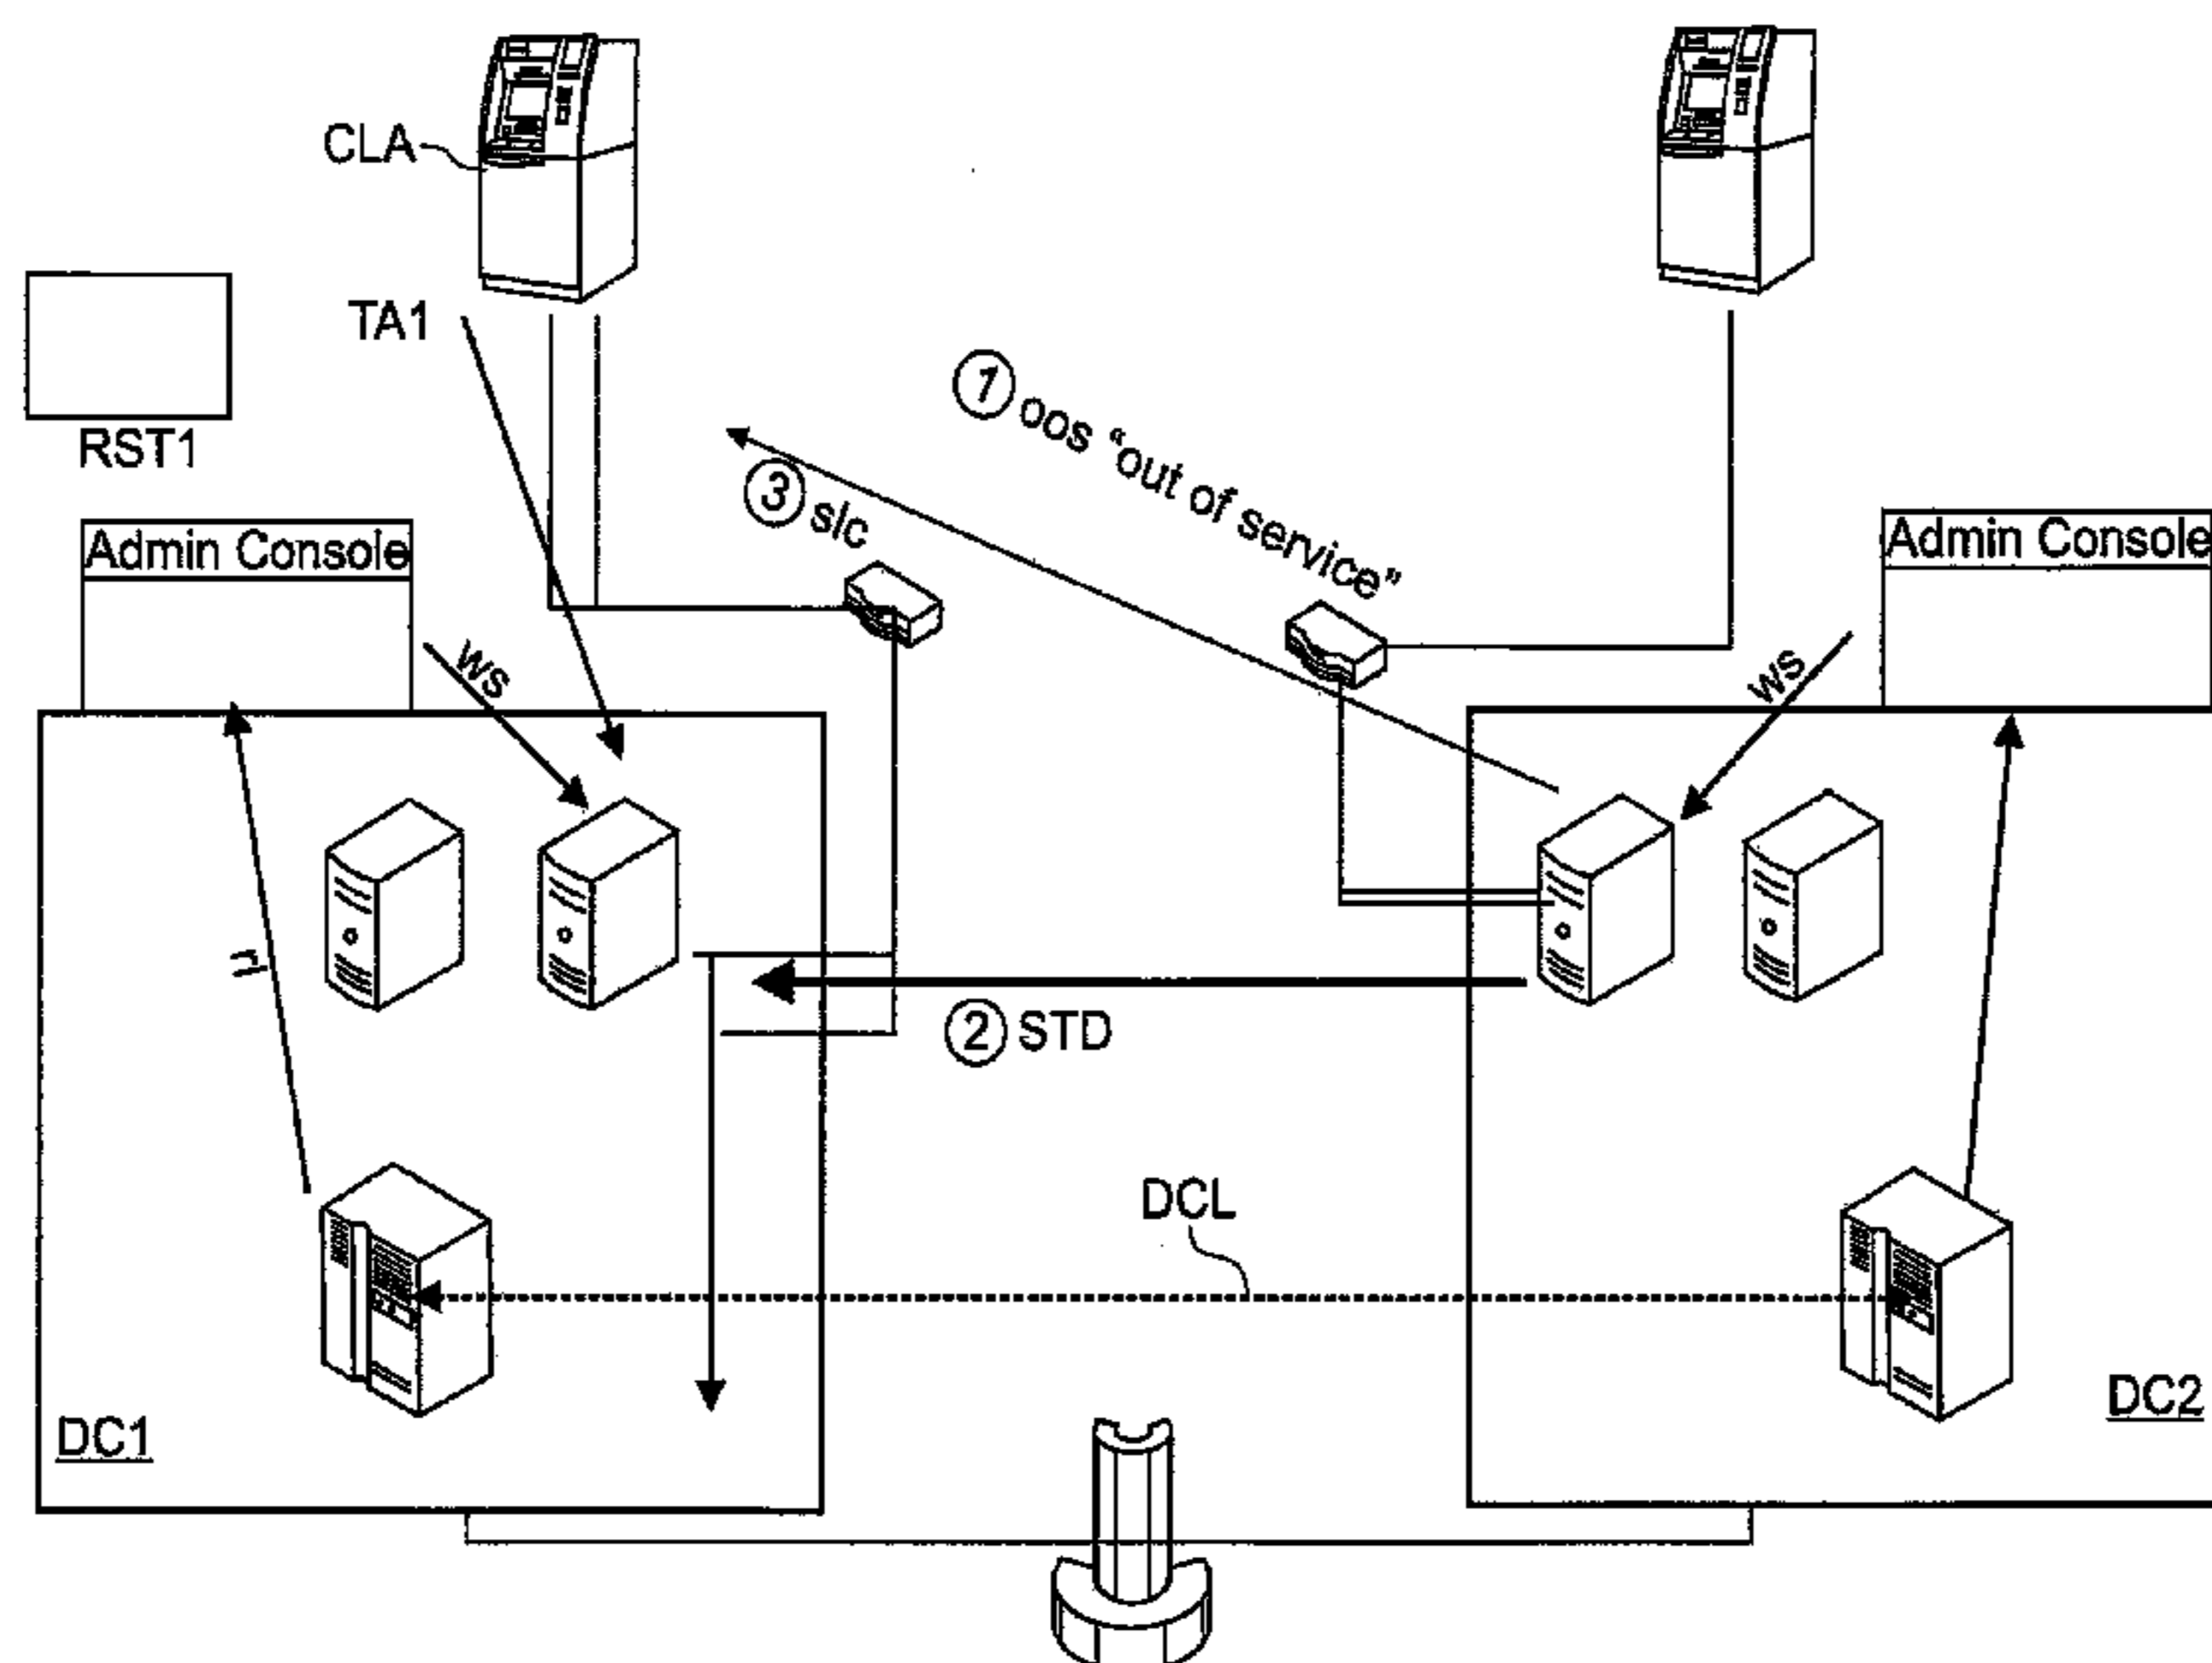 CLA
TA1
RST1
① oos “out of service”
③ s/c
Admin Console
Admin Console
ws
ws
② STD
DCL
DC1
DC2